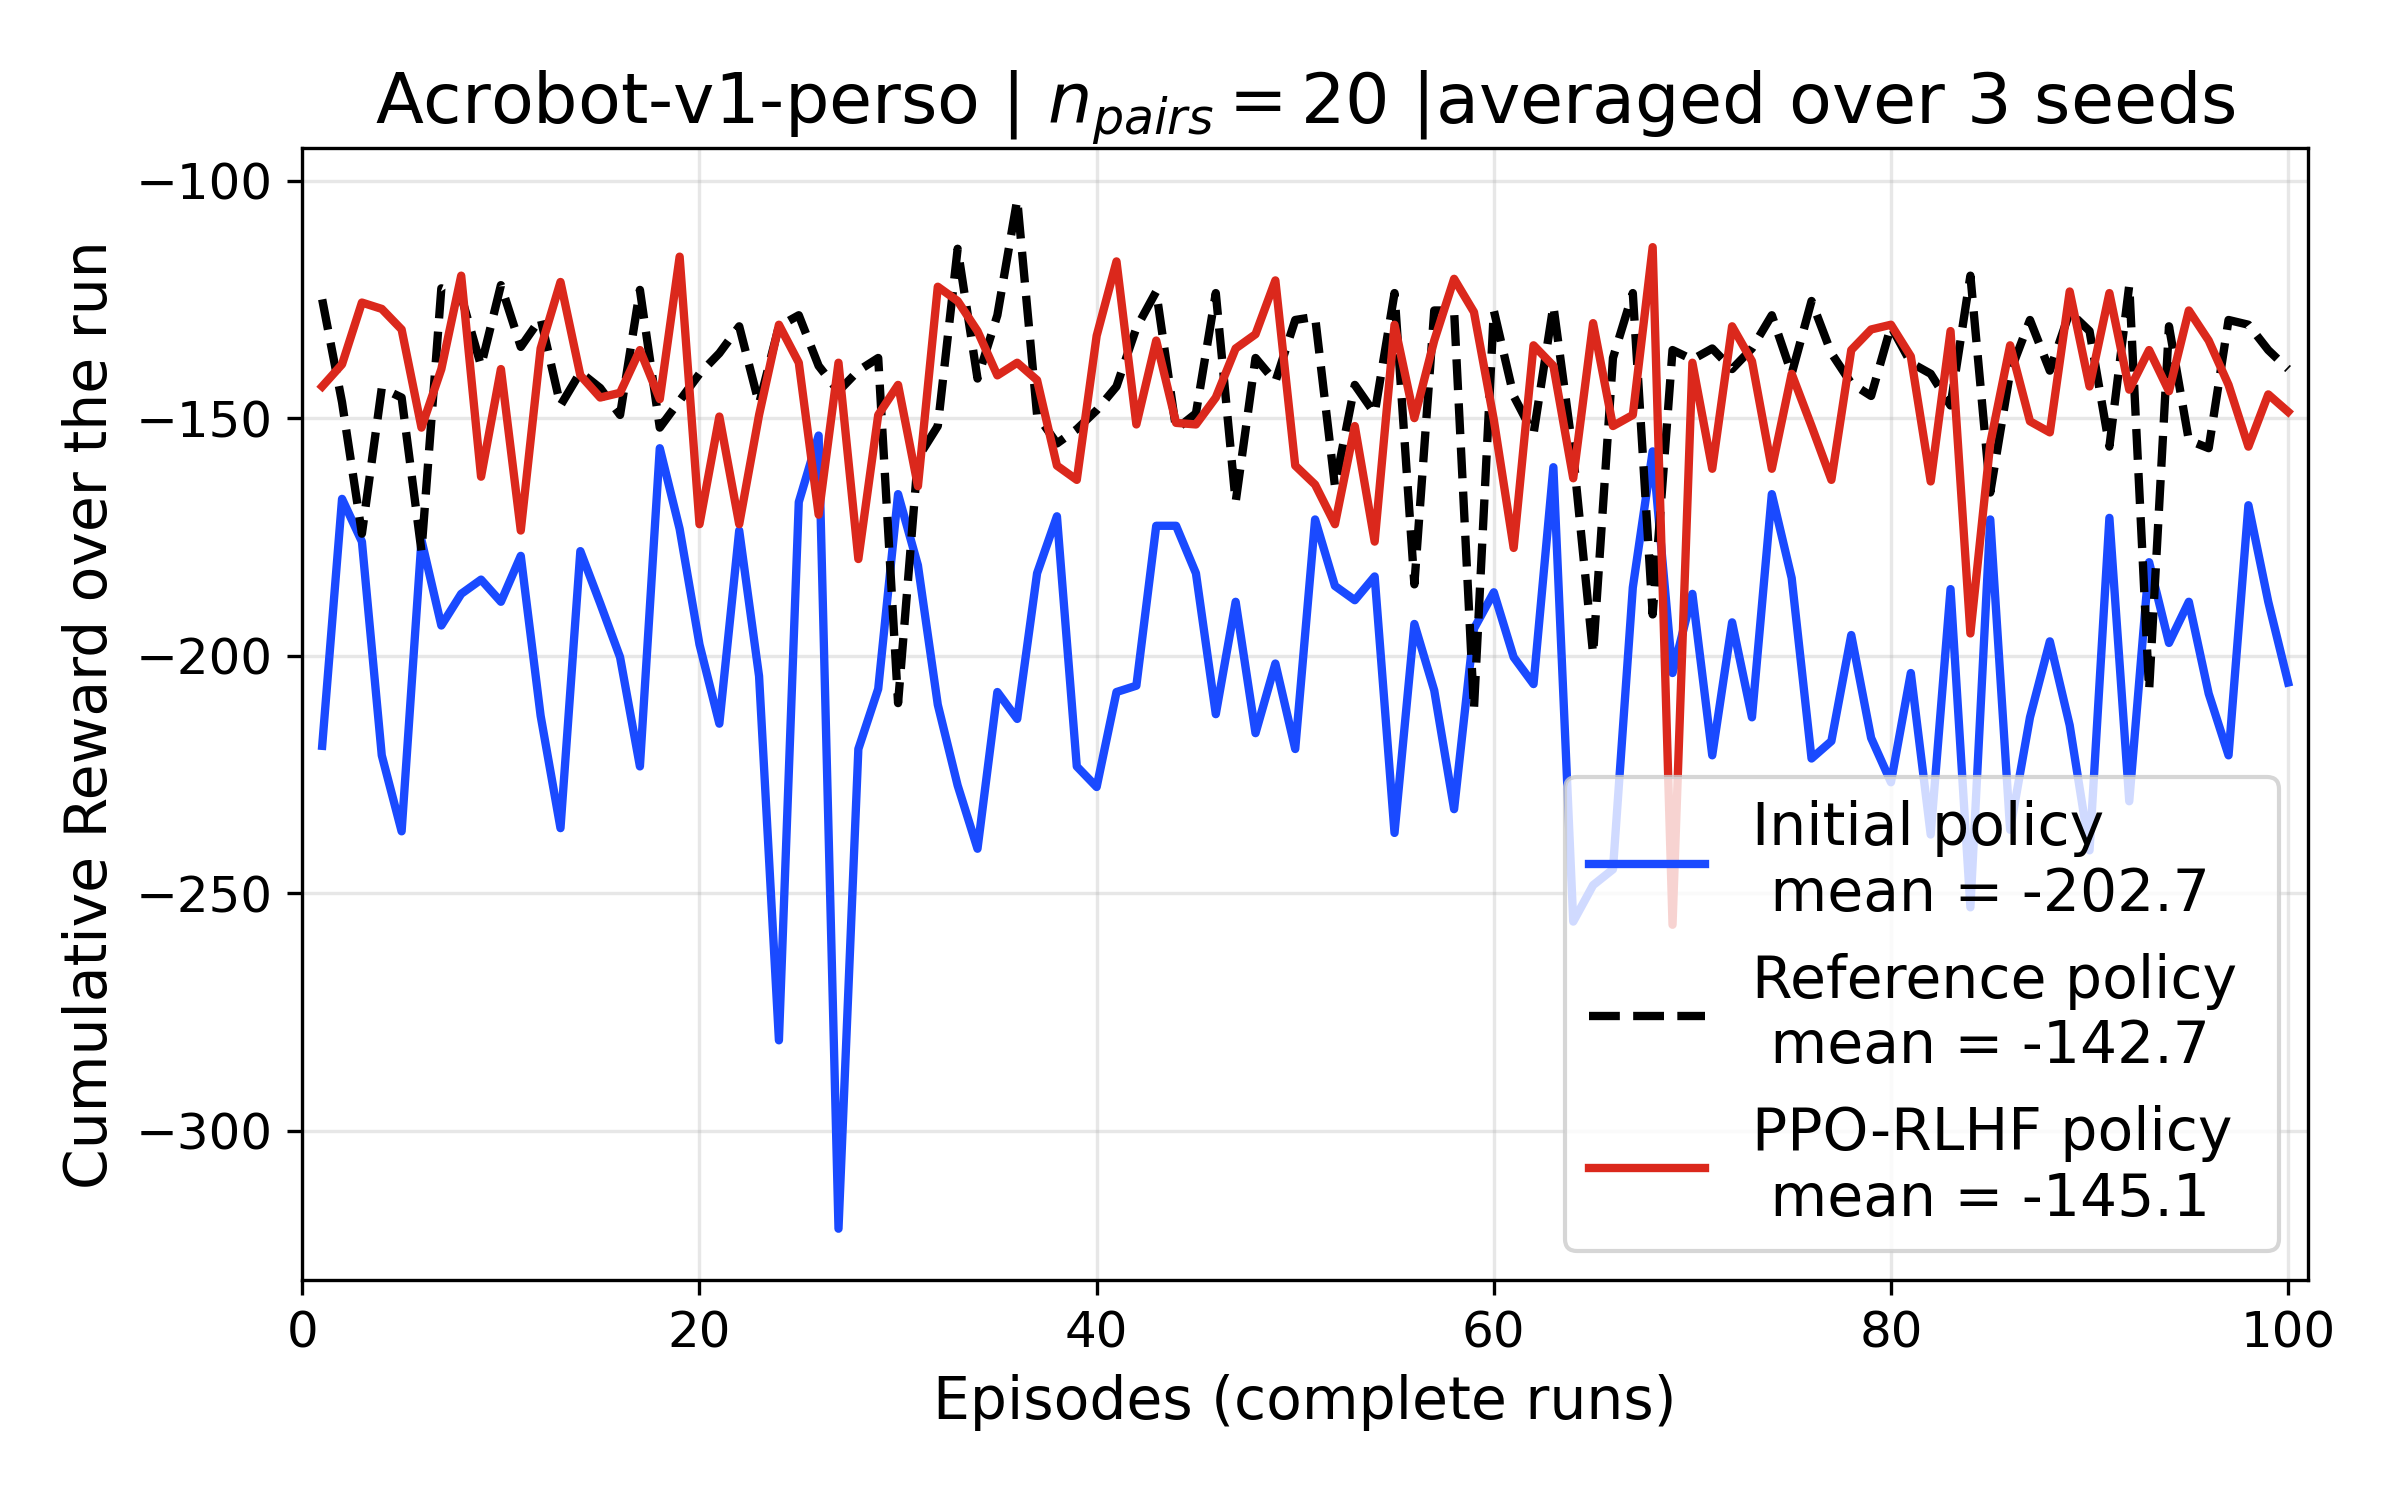 Acrobot-v1-perso | n_pairs = 20 |averaged over 3 seeds
Cumulative Reward over the run
−100
−150
−200
−250
−300
Initial policy
mean = -202.7
Reference policy
mean = -142.7
PPO-RLHF policy
mean = -145.1
0 20 40 60 80 100
Episodes (complete runs)